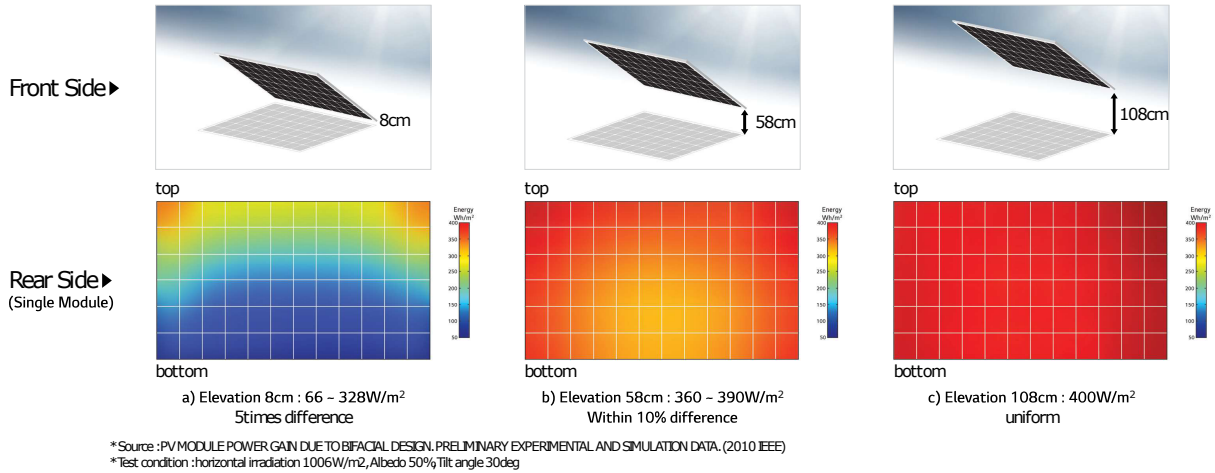 Front Side▶
8cm
58cm
108cm
top
top
top
Rear Side▶
(Single Module)
Energy
Wh/m²
400
350
300
250
200
150
100
50
Energy
Wh/m²
400
350
300
250
200
150
100
50
Energy
Wh/m²
400
350
300
250
200
150
100
50
bottom
bottom
bottom
a) Elevation 8cm : 66 ~ 328W/m²
5times difference
b) Elevation 58cm : 360 ~ 390W/m²
Within 10% difference
c) Elevation 108cm : 400W/m²
uniform
* Source : PV MODULE POWER GAIN DUE TO BIFACIAL DESIGN. PRELIMINARY EXPERIMENTAL AND SIMULATION DATA. (2010 IEEE)
* Test condition : horizontal irradiation 1006W/m2, Albedo 50%, Tilt angle 30deg